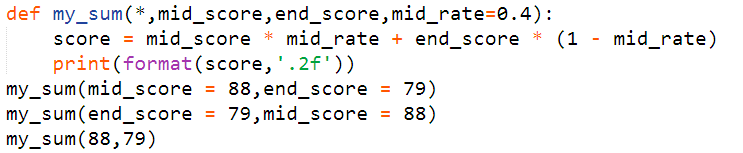 def my_sum(*,mid_score,end_score,mid_rate=0.4):
    score = mid_score * mid_rate + end_score * (1 - mid_rate)
    print(format(score,'.2f'))
my_sum(mid_score = 88,end_score = 79)
my_sum(end_score = 79,mid_score = 88)
my_sum(88,79)